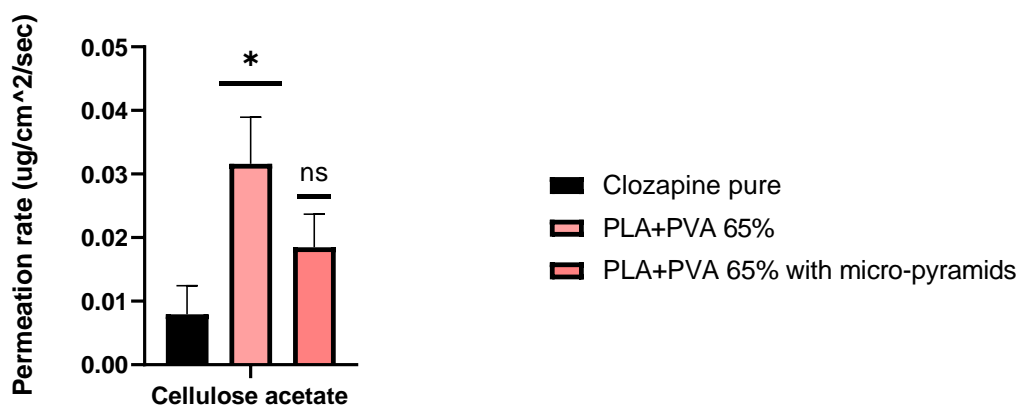 Permeation rate (ug/cm^2/sec)
0.05
0.04
0.03
0.02
0.01
0.00
*
ns
Cellulose acetate
Clozapine pure
PLA+PVA 65%
PLA+PVA 65% with micro-pyramids